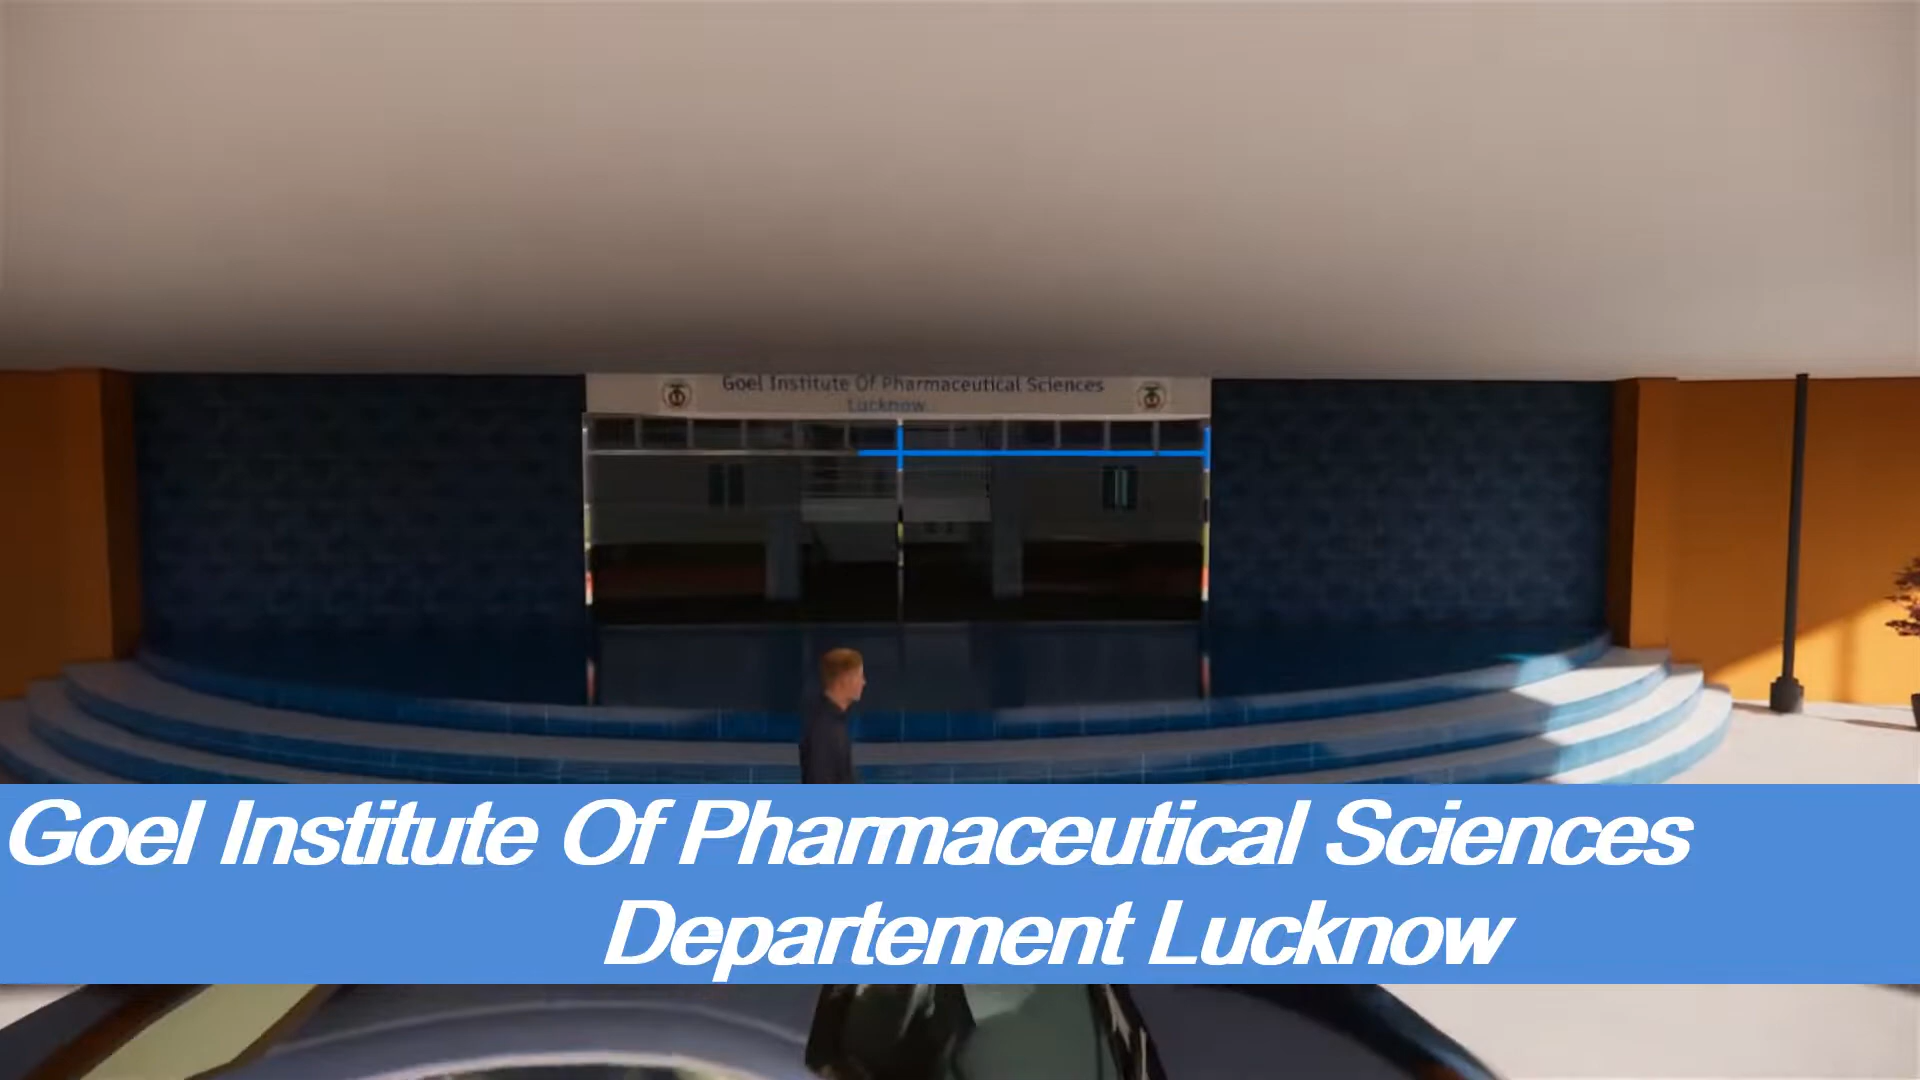 Goel Institute Of Pharmaceutical Sciences
Lucknow
Goel Institute Of Pharmaceutical Sciences
Departement Lucknow